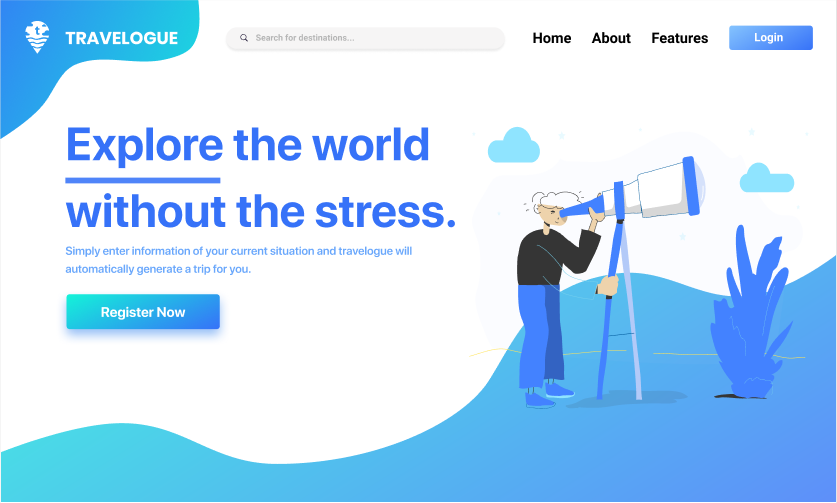 t
TRAVELOGUE
Search for destinations...
Home
About
Features
Login
Explore the world
without the stress.
Simply enter information of your current situation and travelogue will
automatically generate a trip for you.
Register Now